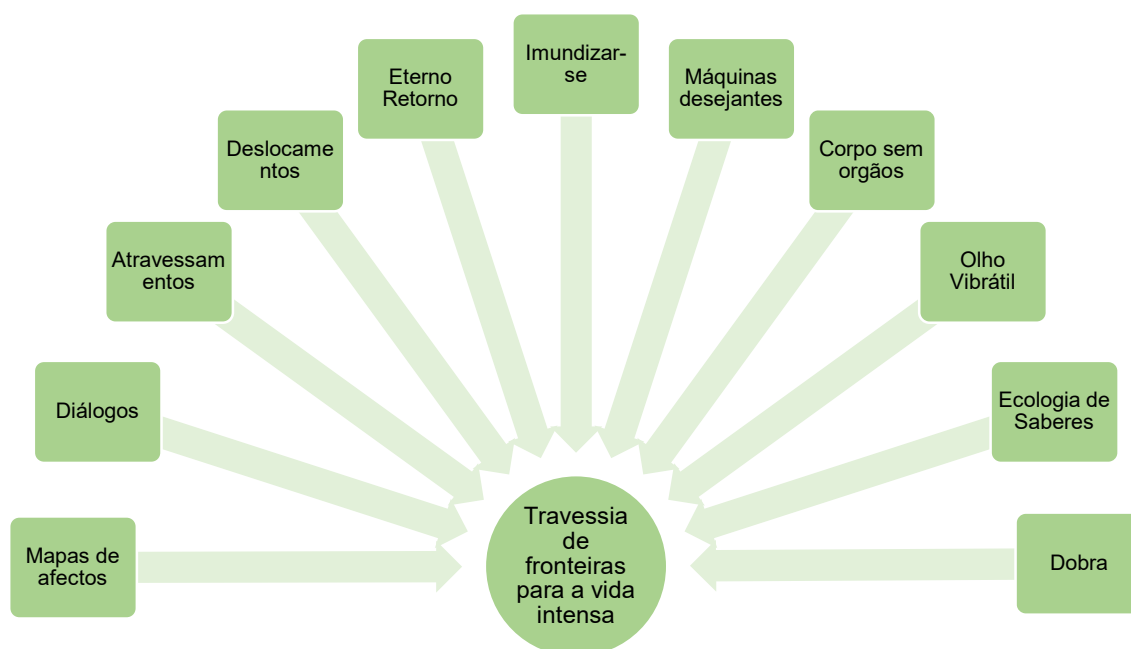 Mapas de
afectos
Diálogos
Atravessam
entos
Deslocame
ntos
Eterno
Retorno
Imundizar-
se
Máquinas
desejantes
Corpo sem
orgãos
Olho
Vibrátil
Ecologia de
Saberes
Dobra
Travessia
de
fronteiras
para a vida
intensa